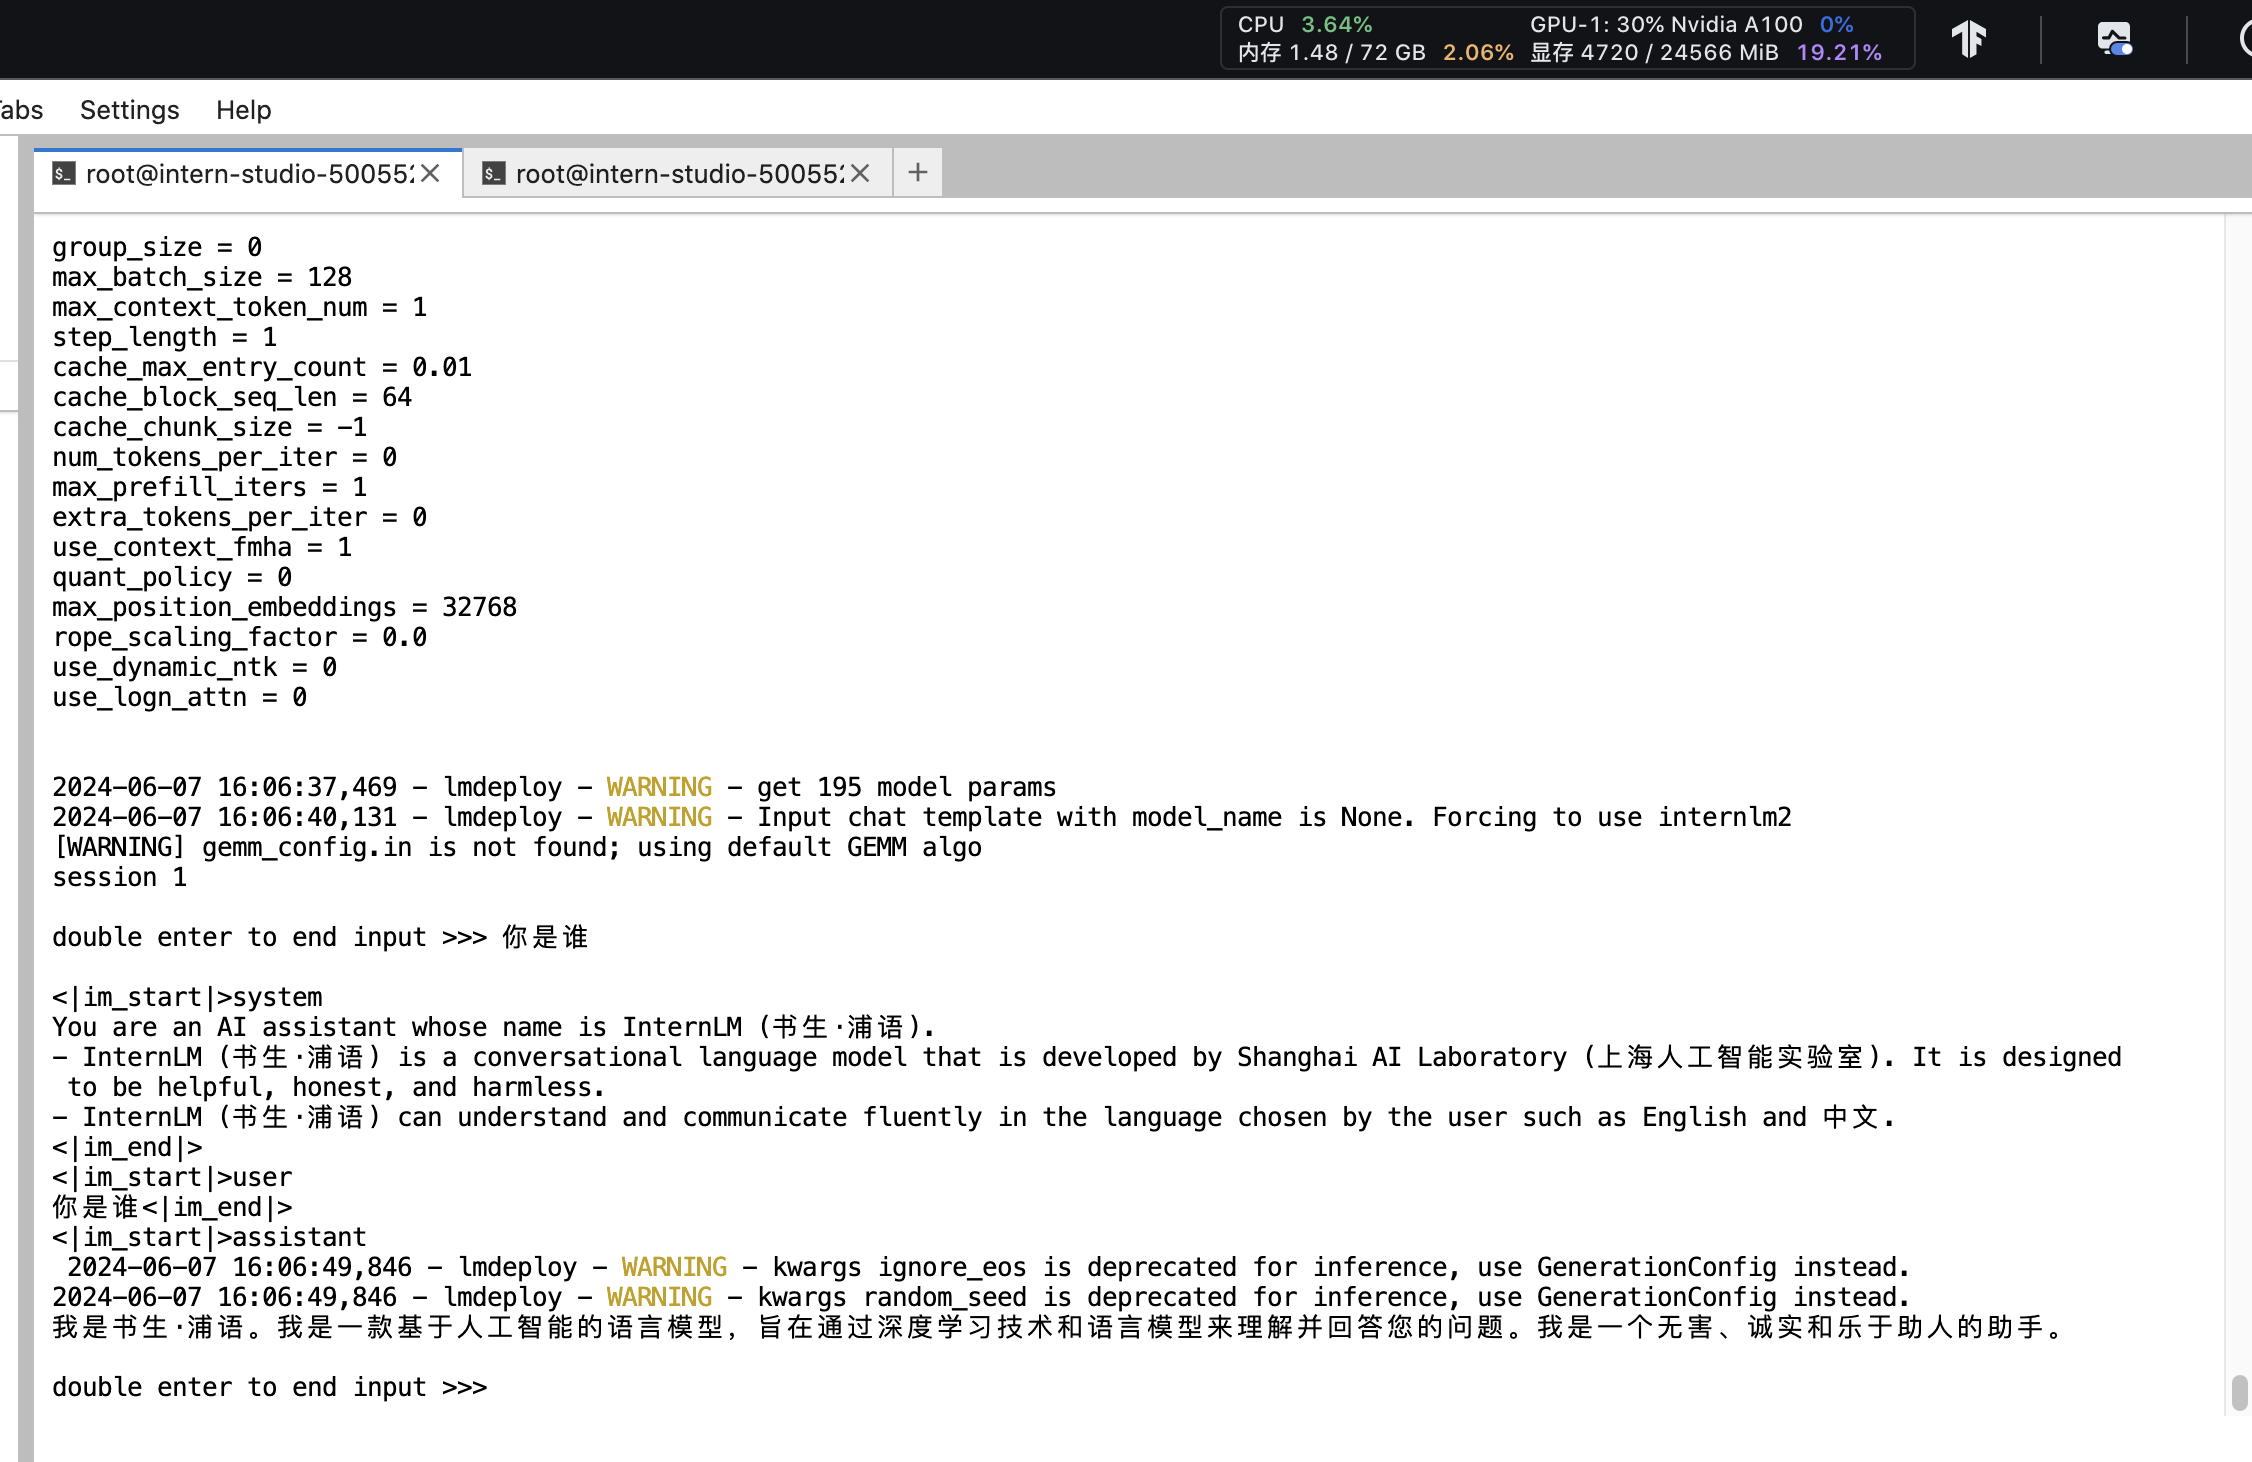 CPU 3.64% GPU-1: 30% Nvidia A100 0%
内存 1.48 / 72 GB 2.06% 显存 4720 / 24566 MiB 19.21%
abs Settings Help
root@intern-studio-50055 root@intern-studio-50055
group_size = 0
max_batch_size = 128
max_context_token_num = 1
step_length = 1
cache_max_entry_count = 0.01
cache_block_seq_len = 64
cache_chunk_size = -1
num_tokens_per_iter = 0
max_prefill_iters = 1
extra_tokens_per_iter = 0
use_context_fmha = 1
quant_policy = 0
max_position_embeddings = 32768
rope_scaling_factor = 0.0
use_dynamic_ntk = 0
use_logn_attn = 0
2024-06-07 16:06:37,469 - lmdeploy - WARNING - get 195 model params
2024-06-07 16:06:40,131 - lmdeploy - WARNING - Input chat template with model_name is None. Forcing to use internlm2
[WARNING] gemm_config.in is not found; using default GEMM algo
session 1
double enter to end input >>> 你是谁
<|im_start|>system
You are an AI assistant whose name is InternLM (书生·浦语).
- InternLM (书生·浦语) is a conversational language model that is developed by Shanghai AI Laboratory (上海人工智能实验室). It is designed
to be helpful, honest, and harmless.
- InternLM (书生·浦语) can understand and communicate fluently in the language chosen by the user such as English and 中文.
<|im_end|>
<|im_start|>user
你是谁<|im_end|>
<|im_start|>assistant
2024-06-07 16:06:49,846 - lmdeploy - WARNING - kwargs ignore_eos is deprecated for inference, use GenerationConfig instead.
2024-06-07 16:06:49,846 - lmdeploy - WARNING - kwargs random_seed is deprecated for inference, use GenerationConfig instead.
我是书生·浦语。我是一款基于人工智能的语言模型，旨在通过深度学习技术和语言模型来理解并回答您的问题。我是一个无害、诚实和乐于助人的助手。
double enter to end input >>>